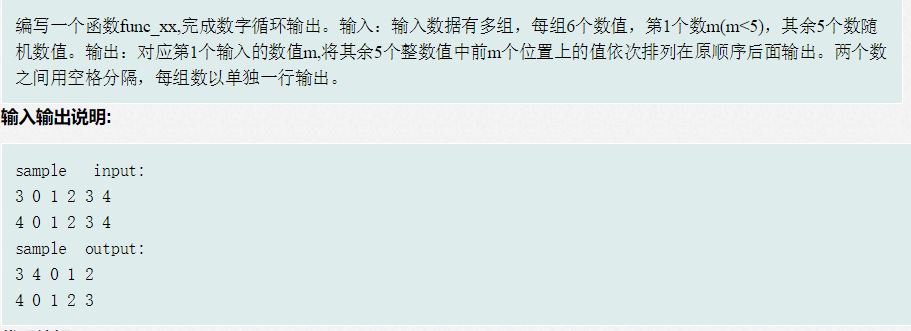 编写一个函数func_xx,完成数字循环输出。输入：输入数据有多组，每组6个数值，第1个数m(m<5)，其余5个数随
机数值。输出：对应第1个输入的数值m,将其余5个整数值中前m个位置上的值依次排列在原顺序后面输出。两个数
之间用空格分隔，每组数以单独一行输出。
输入输出说明:
sample input:
3 0 1 2 3 4
4 0 1 2 3 4
sample output:
3 4 0 1 2
4 0 1 2 3